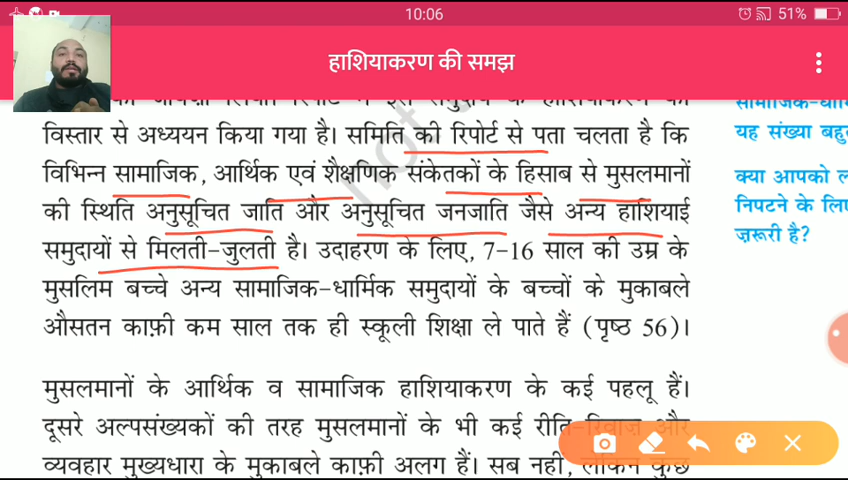 10:06
51%
हाशियाकरण की समझ
विस्तार से अध्ययन किया गया है। समिति की रिपोर्ट से पता चलता है कि
विभिन्न सामाजिक, आर्थिक एवं शैक्षणिक संकेतकों के हिसाब से मुसलमानों
की स्थिति अनुसूचित जाति और अनुसूचित जनजाति जैसे अन्य हाशियाई
समुदायों से मिलती-जुलती है। उदाहरण के लिए, 7-16 साल की उम्र के
मुसलिम बच्चे अन्य सामाजिक-धार्मिक समुदायों के बच्चों के मुकाबले
औसतन काफ़ी कम साल तक ही स्कूली शिक्षा ले पाते हैं (पृष्ठ 56)।
मुसलमानों के आर्थिक व सामाजिक हाशियाकरण के कई पहलू हैं।
दूसरे अल्पसंख्यकों की तरह मुसलमानों के भी कई रीति-रिवाज़ और
व्यवहार मुख्यधारा के मुकाबले काफ़ी अलग हैं। सब नहीं, लेकिन कुछ
यह संख्या बहु
क्या आपको ल
निपटने के लि
ज़रूरी है?